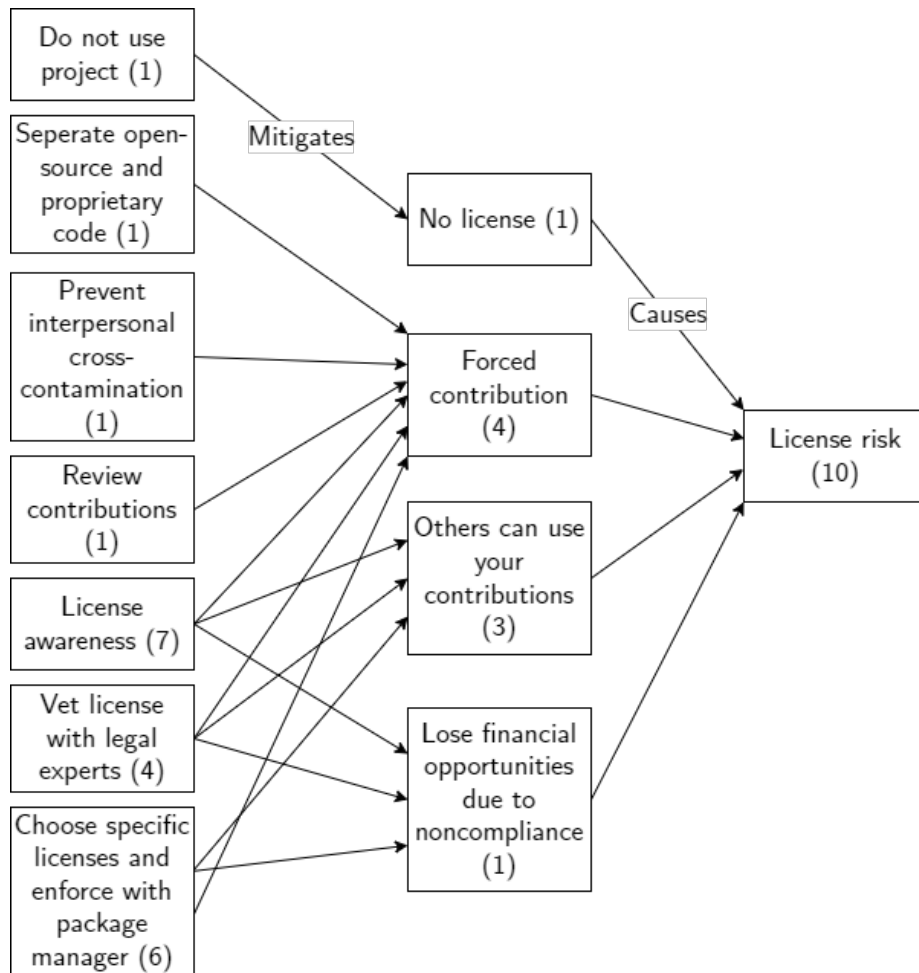 Do not use
project (1)
Mitigates
Seperate open-
source and
proprietary
code (1)
No license (1)
Prevent
interpersonal
cross-
contamination
(1)
Causes
Forced
contribution
(4)
License risk
(10)
Review
contributions
(1)
Others can use
your
contributions
(3)
License
awareness (7)
Vet license
with legal
experts (4)
Lose financial
opportunities
due to
noncompliance
(1)
Choose specific
licenses and
enforce with
package
manager (6)